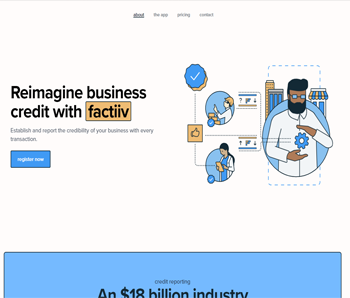 about the app pricing contact
Reimagine business
credit with factiiv
Establish and report the credibility of your business with every
transaction.
register now
credit reporting
An $18 billion industry